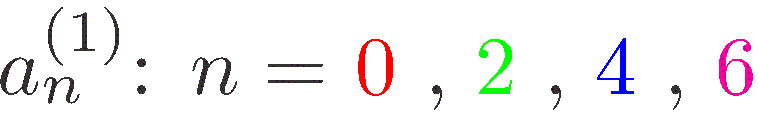 a_n^{(1)}: n = 0 , 2 , 4 , 6